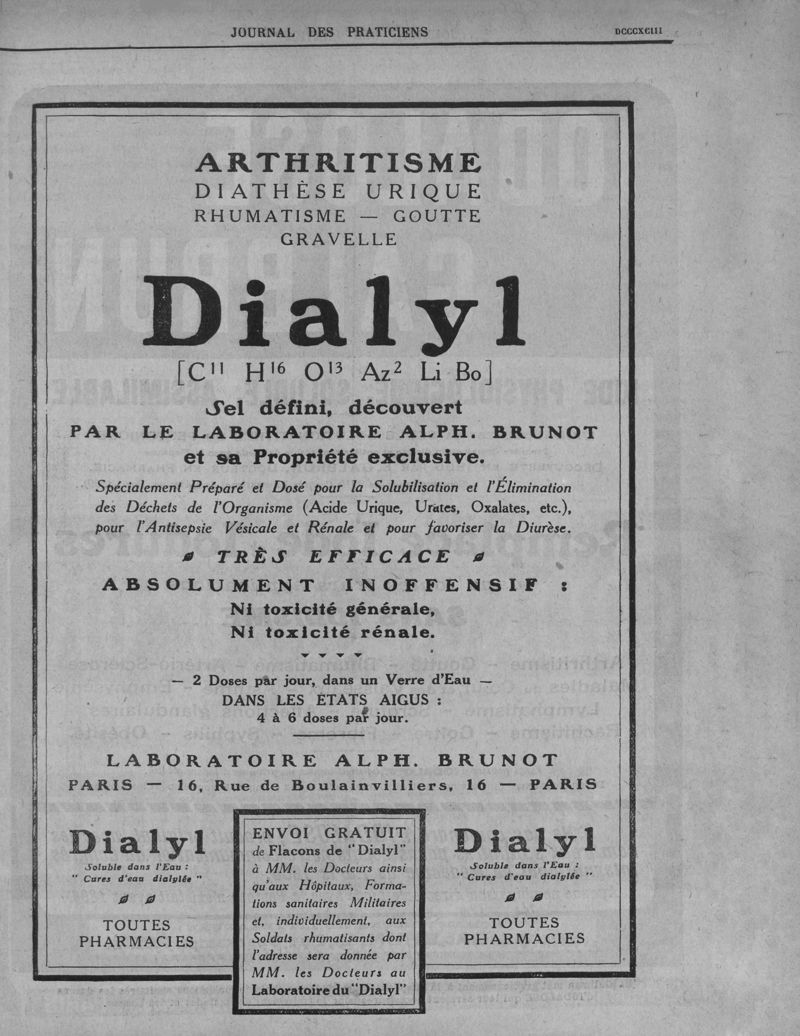 JOURNAL DES PRATICIENS
DCCCXCIII
ARTHRITISME
DIATHÈSE URIQUE
RHUMATISME — GOUTTE
GRAVELLE
Dialyl
[C¹¹ H¹⁶ O¹³ Az² Li Bo]
Sel défini, découvert
PAR LE LABORATOIRE ALPH. BRUNOT
et sa Propriété exclusive.
Spécialement Préparé et Dosé pour la Solubilisation et l'Élimination
des Déchets de l'Organisme (Acide Urique, Urates, Oxalates, etc.),
pour l'Antisepsie Vésicale et Rénale et pour favoriser la Diurèse.
TRÈS EFFICACE
ABSOLUMENT INOFFENSIF :
Ni toxicité générale,
Ni toxicité rénale.
— 2 Doses par jour, dans un Verre d'Eau —
DANS LES ÉTATS AIGUS :
4 à 6 doses par jour.
LABORATOIRE ALPH. BRUNOT
PARIS — 16, Rue de Boulainvilliers, 16 — PARIS
Dialyl
Soluble dans l'Eau :
" Cures d'eau dialylée "
TOUTES
PHARMACIES
ENVOI GRATUIT
de Flacons de "Dialyl"
à MM. les Docteurs ainsi
qu'aux Hôpitaux, Forma-
tions sanitaires Militaires
et, individuellement, aux
Soldats rhumatisants dont
l'adresse sera donnée par
MM. les Docteurs au
Laboratoire du "Dialyl"
Dialyl
Soluble dans l'Eau :
" Cures d'eau dialylée "
TOUTES
PHARMACIES